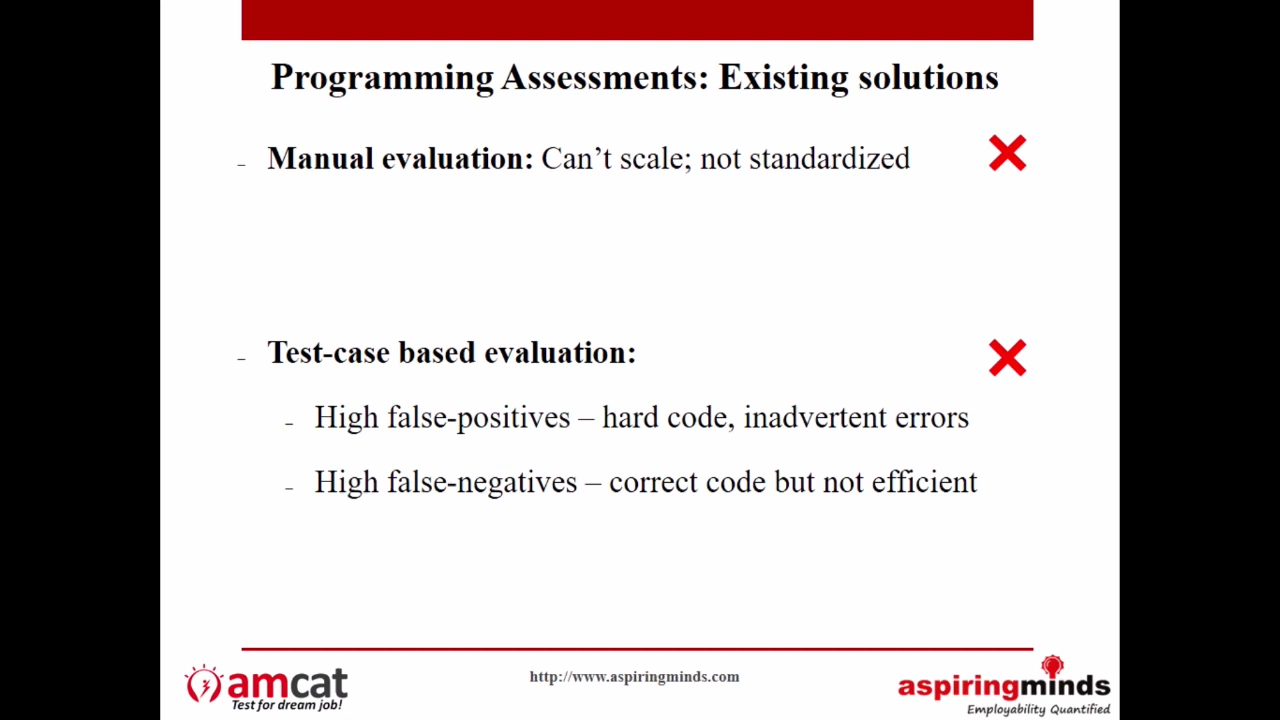 Programming Assessments: Existing solutions
– Manual evaluation: Can’t scale; not standardized
– Test-case based evaluation:
– High false-positives – hard code, inadvertent errors
– High false-negatives – correct code but not efficient
amcat
Test for dream job!
http://www.aspiringminds.com
aspiringminds
Employability Quantified